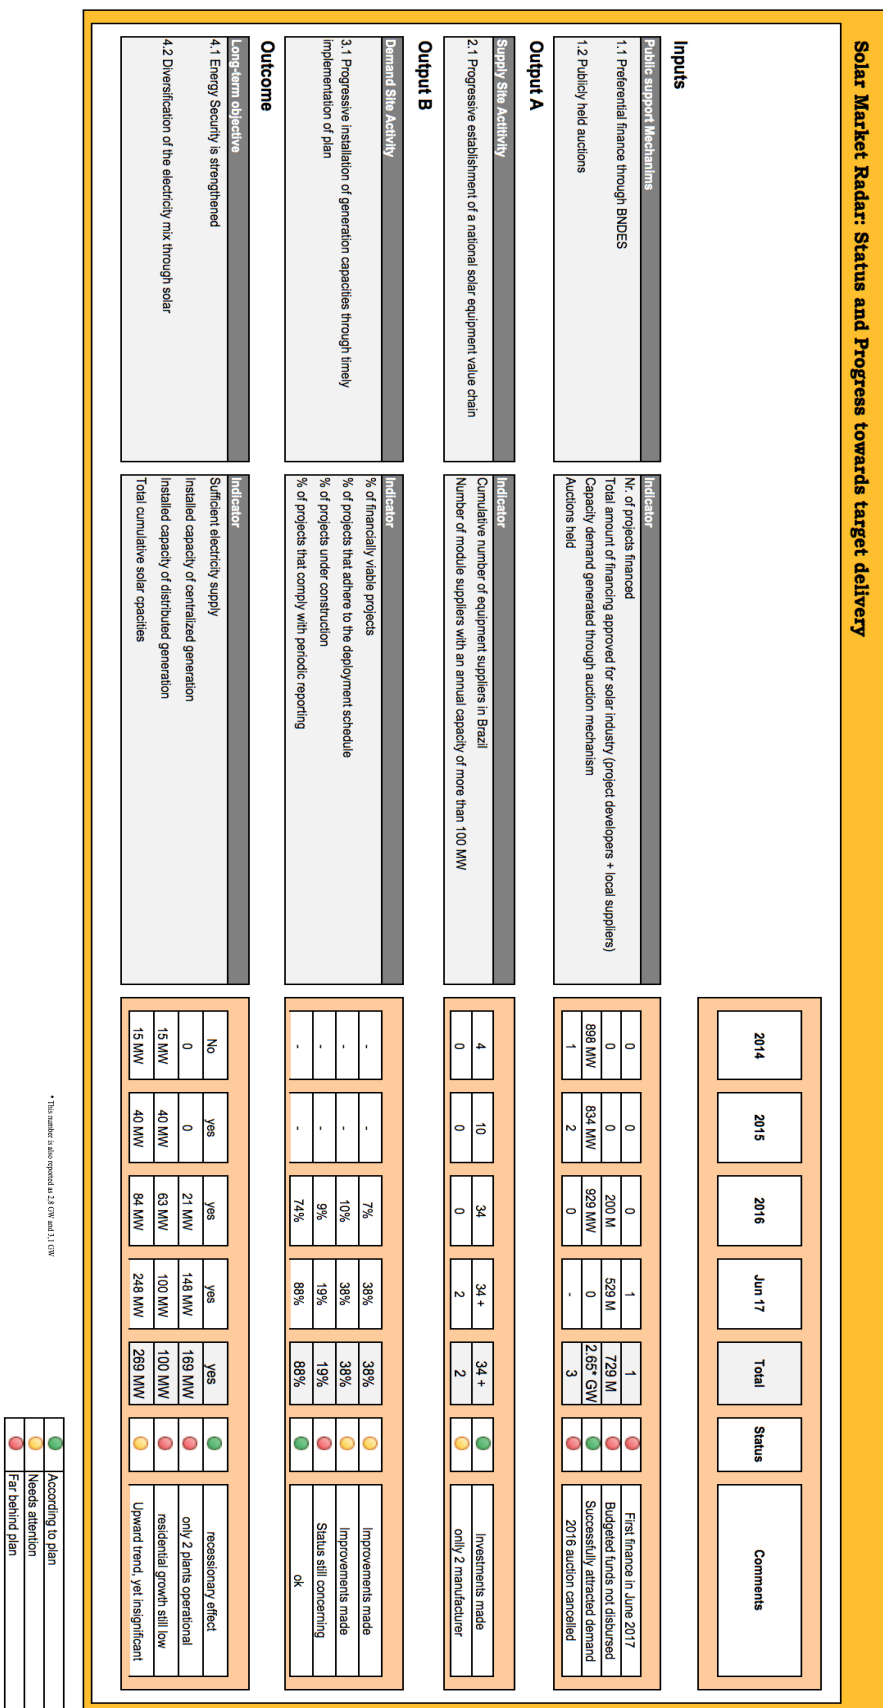 Solar Market Radar: Status and Progress towards target delivery
2014 2015 2016 Jun 17 Total Status Comments
Inputs
Public support Mechanims Indicator
1.1 Preferential finance through BNDES
1.2 Publicly held auctions
Nr. of projects financed 0 0 0 1 1 First finance in June 2017
Total amount of financing approved for solar industry (project developers + local suppliers) 0 0 200 M 529 M 729 M Budgeted funds not disbursed
Capacity demand generated through auction mechanism 898 MW 834 MW 929 MW 0 2.65* GW Successfully attracted demand
Auctions held 1 2 0 - 3 2016 auction cancelled
Output A
Supply Site Actitivity Indicator
2.1 Progressive establishment of a national solar equipment value chain
Cumulative number of equipment suppliers in Brazil 4 10 34 34 + 34 + Investments made
Number of module suppliers with an annual capacity of more than 100 MW 0 0 0 2 2 only 2 manufacturer
Output B
Demand Site Activity Indicator
3.1 Progressive installation of generation capacities through timely
implementation of plan
% of financially viable projects - - 7% 38% 38% Improvements made
% of projects that adhere to the deployment schedule - - 10% 38% 38% Improvements made
% of projects under construction - - 9% 19% 19% Status still concerning
% of projects that comply with periodic reporting - - 74% 88% 88% ok
Outcome
Long-term objective Indicator
4.1 Energy Security is strengthened
4.2 Diversification of the electricity mix through solar
Sufficient electricity supply No yes yes yes yes recessionary effect
Installed capacity of centralized generation 0 0 21 MW 148 MW 169 MW only 2 plants operational
Installed capacity of distributed generation 15 MW 40 MW 63 MW 100 MW 100 MW residential growth still low
Total cumulative solar cpacities 15 MW 40 MW 84 MW 248 MW 269 MW Upward trend, yet insignificant
* This number is also reported as 2,8 GW and 3,1 GW
According to plan
Needs attention
Far behind plan